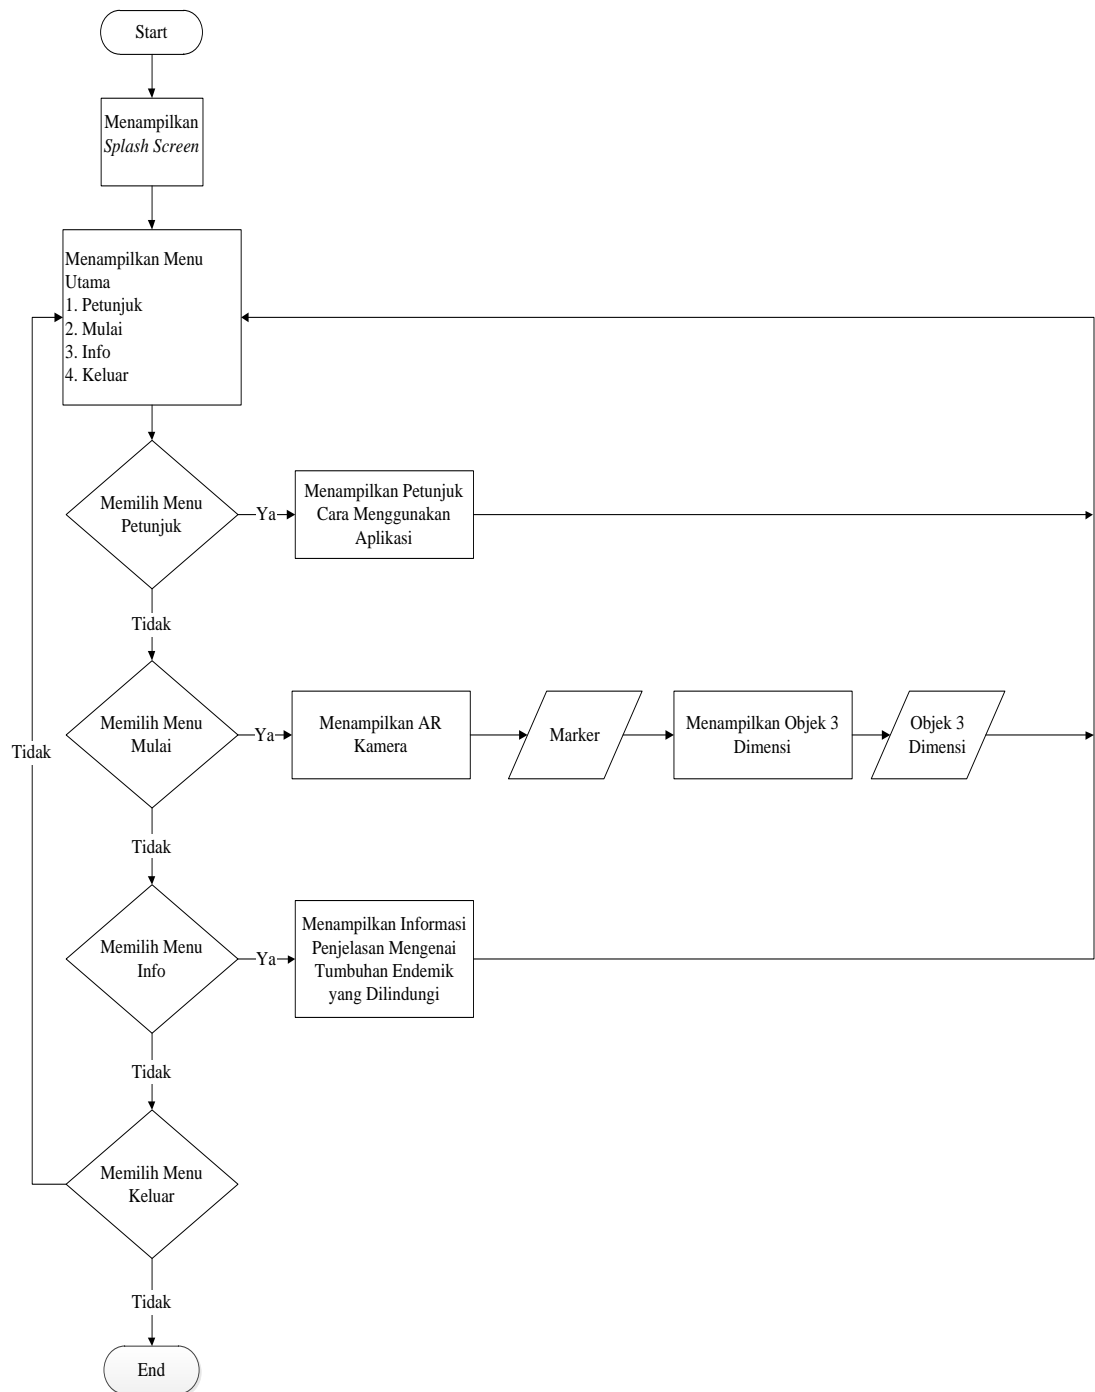 Start
Menampilkan
Splash Screen
Menampilkan Menu
Utama
1. Petunjuk
2. Mulai
3. Info
4. Keluar
Memilih Menu
Petunjuk
Ya
Menampilkan Petunjuk
Cara Menggunakan
Aplikasi
Tidak
Memilih Menu
Mulai
Ya
Menampilkan AR
Kamera
Marker
Menampilkan Objek 3
Dimensi
Objek 3
Dimensi
Tidak
Tidak
Memilih Menu
Info
Ya
Menampilkan Informasi
Penjelasan Mengenai
Tumbuhan Endemik
yang Dilindungi
Tidak
Memilih Menu
Keluar
Tidak
End